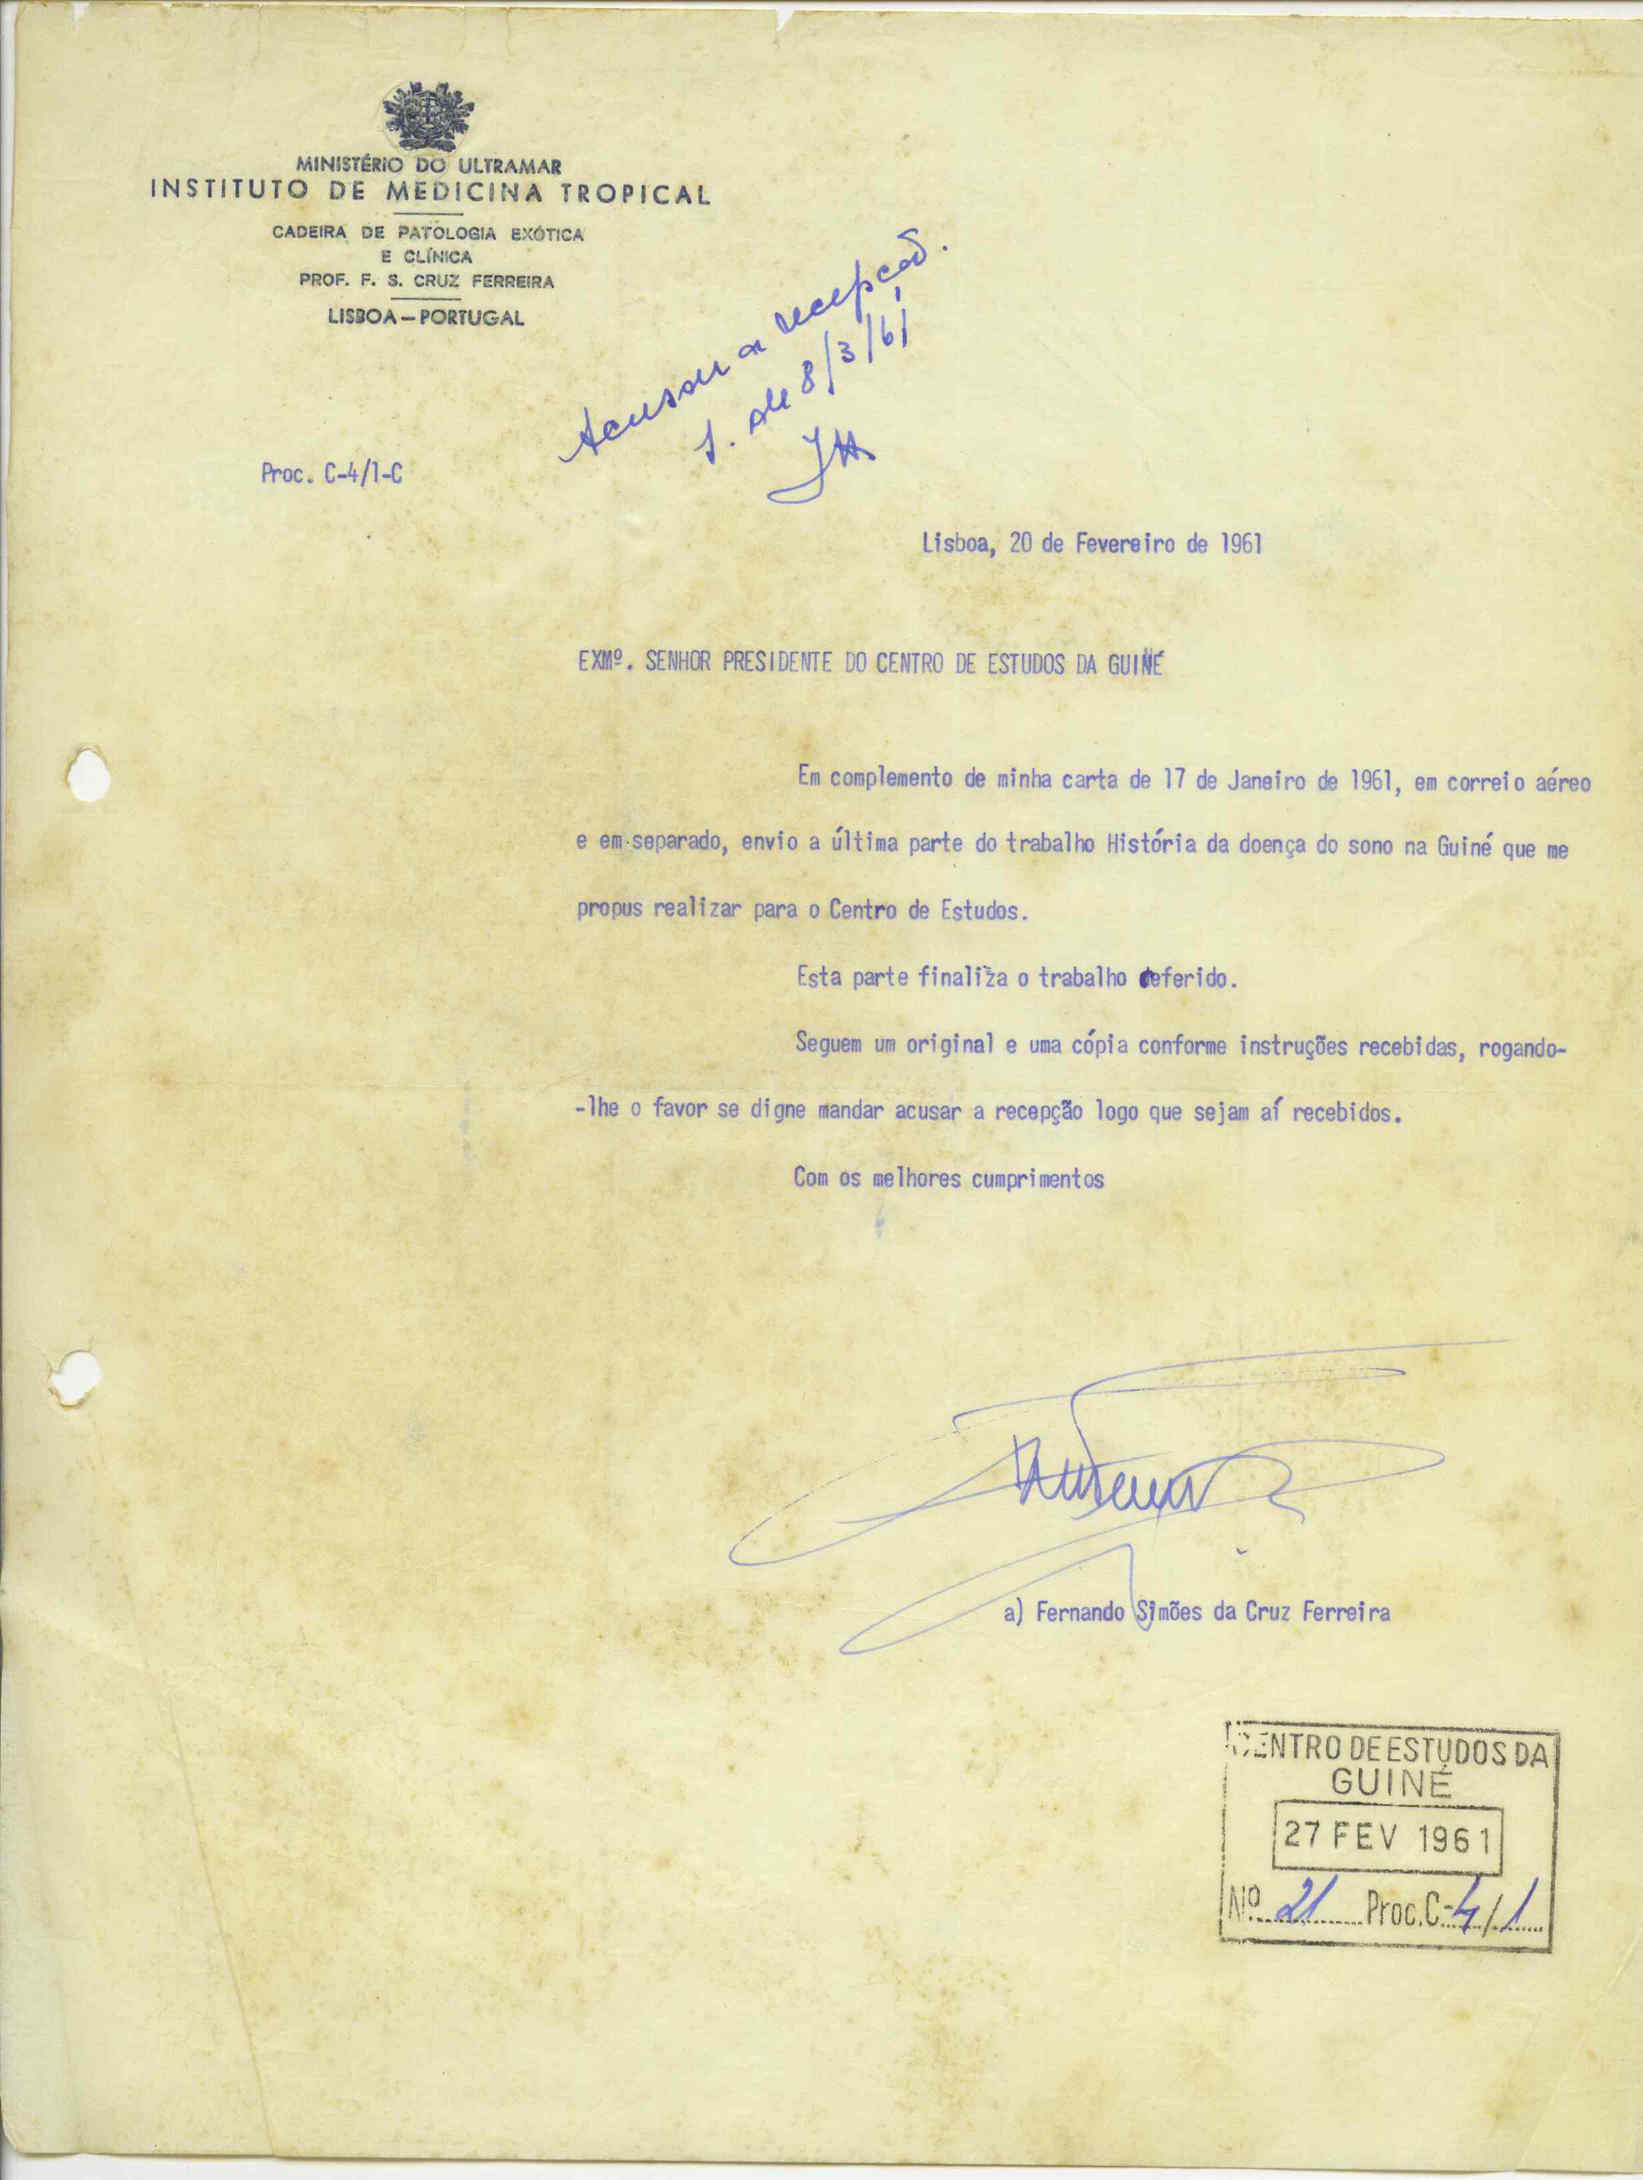 MINISTÉRIO DO ULTRAMAR
INSTITUTO DE MEDICINA TROPICAL
CADEIRA DE PATOLOGIA EXÓTICA
E CLÍNICA
PROF. F. S. CRUZ FERREIRA
LISBOA – PORTUGAL
Acusar a recepção.
de 8/3/61
Proc. C-4/1-C
Lisboa, 20 de Fevereiro de 1961
EXMº. SENHOR PRESIDENTE DO CENTRO DE ESTUDOS DA GUINÉ
Em complemento de minha carta de 17 de Janeiro de 1961, em correio aéreo
e em separado, envio a última parte do trabalho História da doença do sono na Guiné que me
propus realizar para o Centro de Estudos.
Esta parte finaliza o trabalho referido.
Seguem um original e uma cópia conforme instruções recebidas, rogando-
-lhe o favor se digne mandar acusar a recepção logo que sejam aí recebidos.
Com os melhores cumprimentos
a) Fernando Simões da Cruz Ferreira
CENTRO DE ESTUDOS DA
GUINÉ
27 FEV 1961
Nº 21 Proc. C-4/1